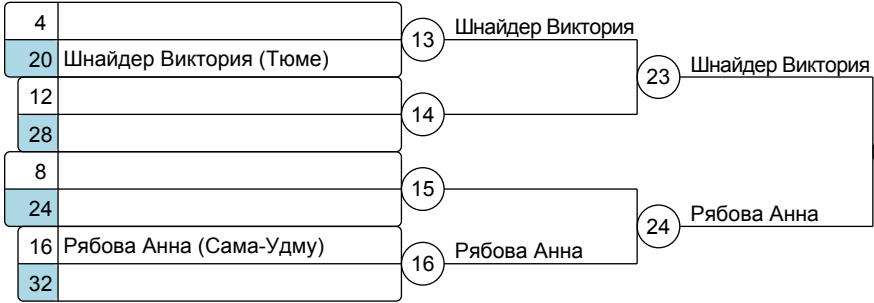 4
20 Шнайдер Виктория (Тюме)
12
28
8
24
16 Рябова Анна (Сама-Удму)
32
13 Шнайдер Виктория
14
15
16 Рябова Анна
23 Шнайдер Виктория
24 Рябова Анна